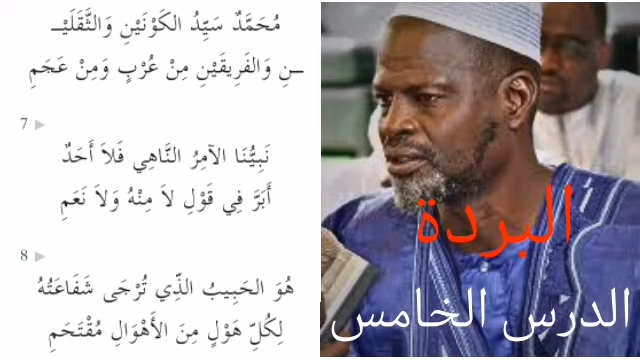 مُحَمَّدٌ سَيِّدُ الكَوْنَيْنِ وَالثَّقَلَيْـ
ـنِ وَالفَرِيقَيْنِ مِنْ عُرْبٍ وَمِنْ عَجَمِ
7
نَبِيُّنَا الآمِرُ النَّاهِي فَلاَ أَحَدٌ
أَبَرَّ فِي قَوْلِ لاَ مِنْهُ وَلاَ نَعَمِ
8
هُوَ الحَبِيبُ الذِّي تُرْجَى شَفَاعَتُهُ
لِكُلِّ هَوْلٍ مِنَ الأَهْوَالِ مُقْتَحَمِ
البردة
الدرس الخامس